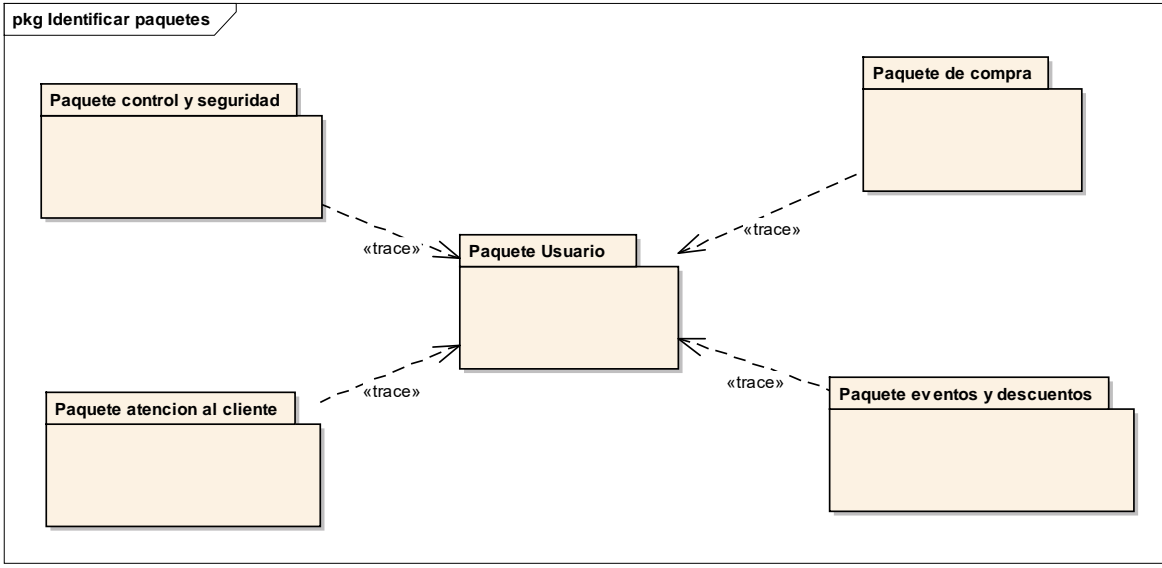 pkg Identificar paquetes
Paquete control y seguridad
Paquete de compra
«trace»
«trace»
Paquete Usuario
«trace»
«trace»
Paquete atencion al cliente
Paquete eventos y descuentos